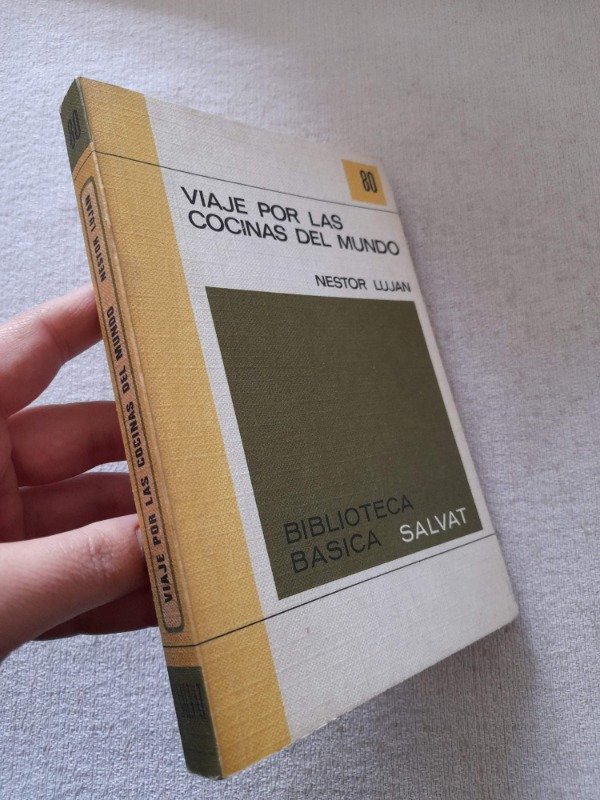 80
VIAJE POR LAS
COCINAS DEL MUNDO
NESTOR LUJAN
BIBLIOTECA
BASICA SALVAT
80
VIAJE POR LAS COCINAS DEL MUNDO NESTOR LUJAN